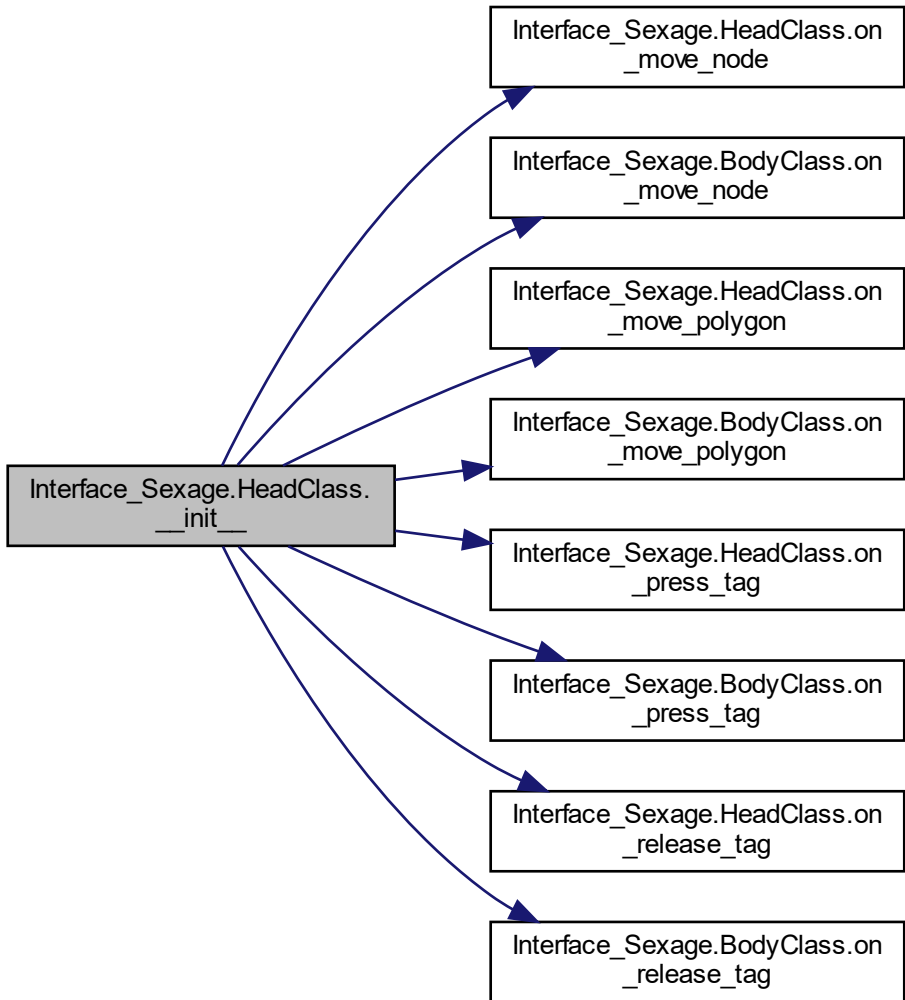 Interface_Sexage.HeadClass.on
_move_node
Interface_Sexage.BodyClass.on
_move_node
Interface_Sexage.HeadClass.on
_move_polygon
Interface_Sexage.BodyClass.on
_move_polygon
Interface_Sexage.HeadClass.
__init__
Interface_Sexage.HeadClass.on
_press_tag
Interface_Sexage.BodyClass.on
_press_tag
Interface_Sexage.HeadClass.on
_release_tag
Interface_Sexage.BodyClass.on
_release_tag